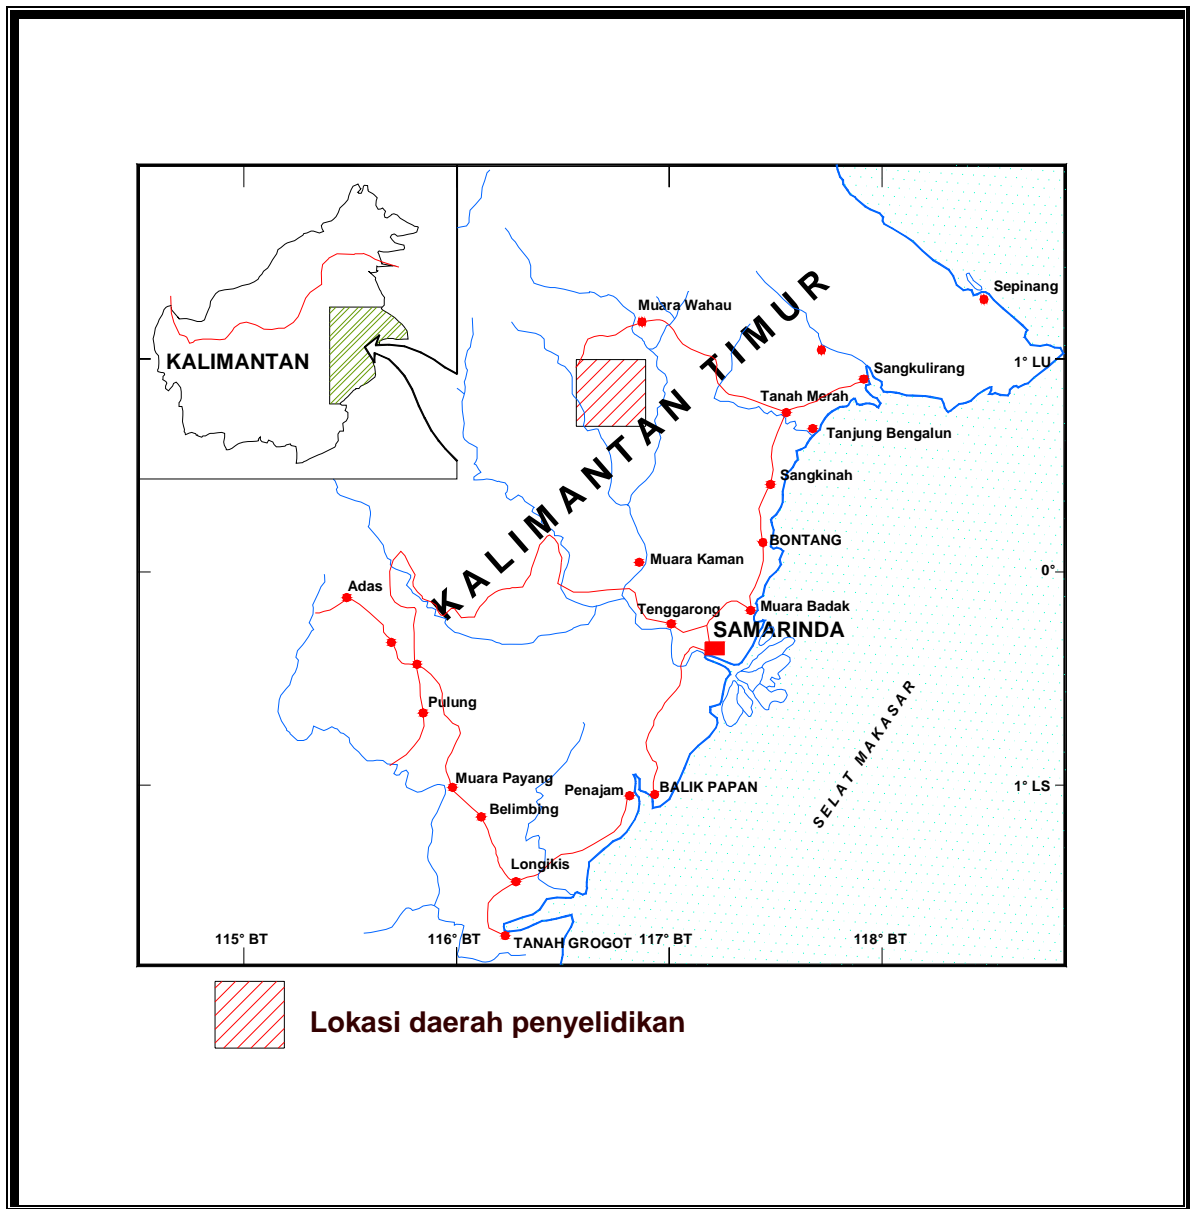 Sepinang
Muara Wahau
KALIMANTAN
1° LU
Sangkulirang
KALIMANTAN TIMUR
Tanah Merah
Tanjung Bengalun
Sangkinah
BONTANG
Muara Kaman
0°
Adas
Tenggarong
Muara Badak
SAMARINDA
Pulung
SELAT MAKASAR
Muara Payang
Penajam
BALIK PAPAN
1° LS
Belimbing
Longikis
115° BT
116° BT
117° BT
118° BT
TANAH GROGOT
Lokasi daerah penyelidikan